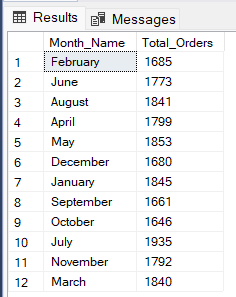 Results Messages
Month_Name Total_Orders
1 February 1685
2 June 1773
3 August 1841
4 April 1799
5 May 1853
6 December 1680
7 January 1845
8 September 1661
9 October 1646
10 July 1935
11 November 1792
12 March 1840